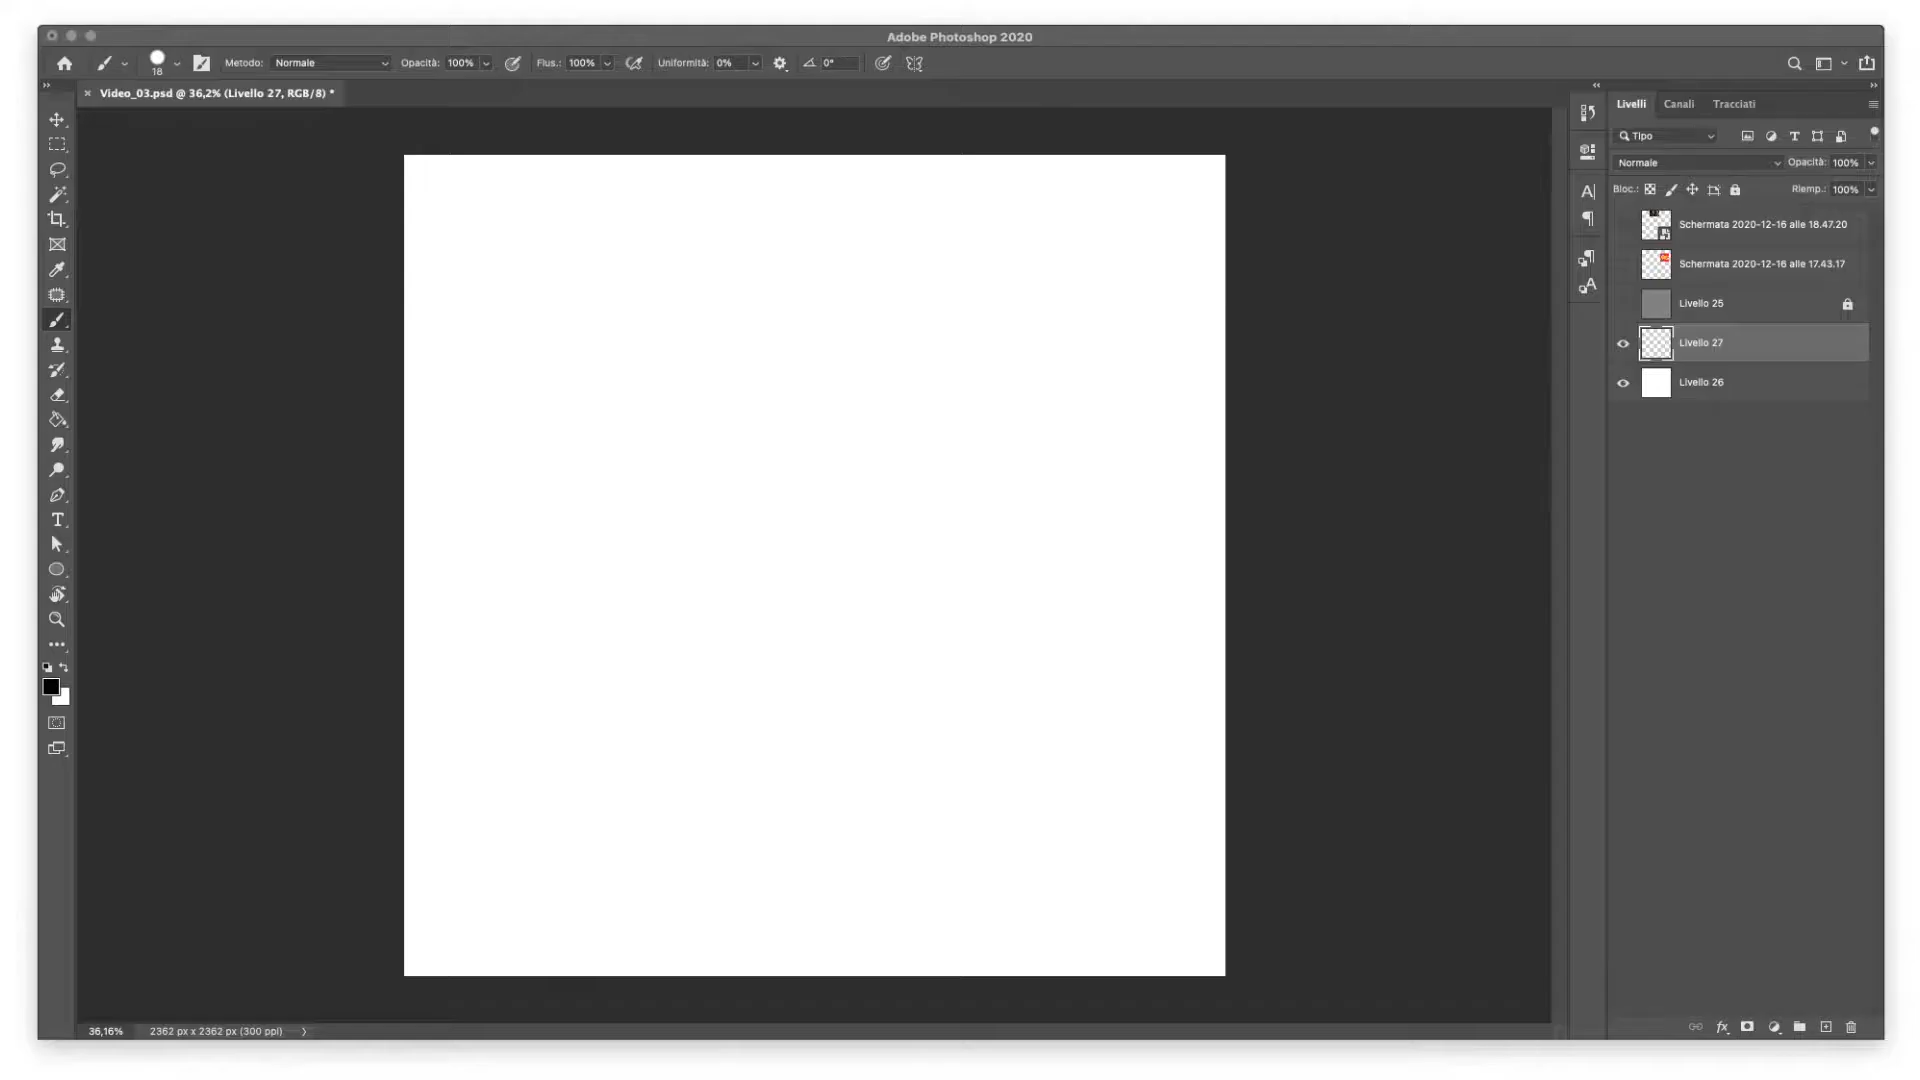 Adobe Photoshop 2020
18
Metodo: Normale
Opacità: 100%
Flus.: 100%
Uniformità: 0%
0°
Video_03.psd @ 36,2% (Livello 27, RGB/8) *
Livelli Canali Tracciati
Tipo
Normale Opacità: 100%
Bloc.: Riemp.: 100%
Schermata 2020-12-16 alle 18.47.20
Schermata 2020-12-16 alle 17.43.17
Livello 25
Livello 27
Livello 26
36,16% 2362 px x 2362 px (300 ppi)